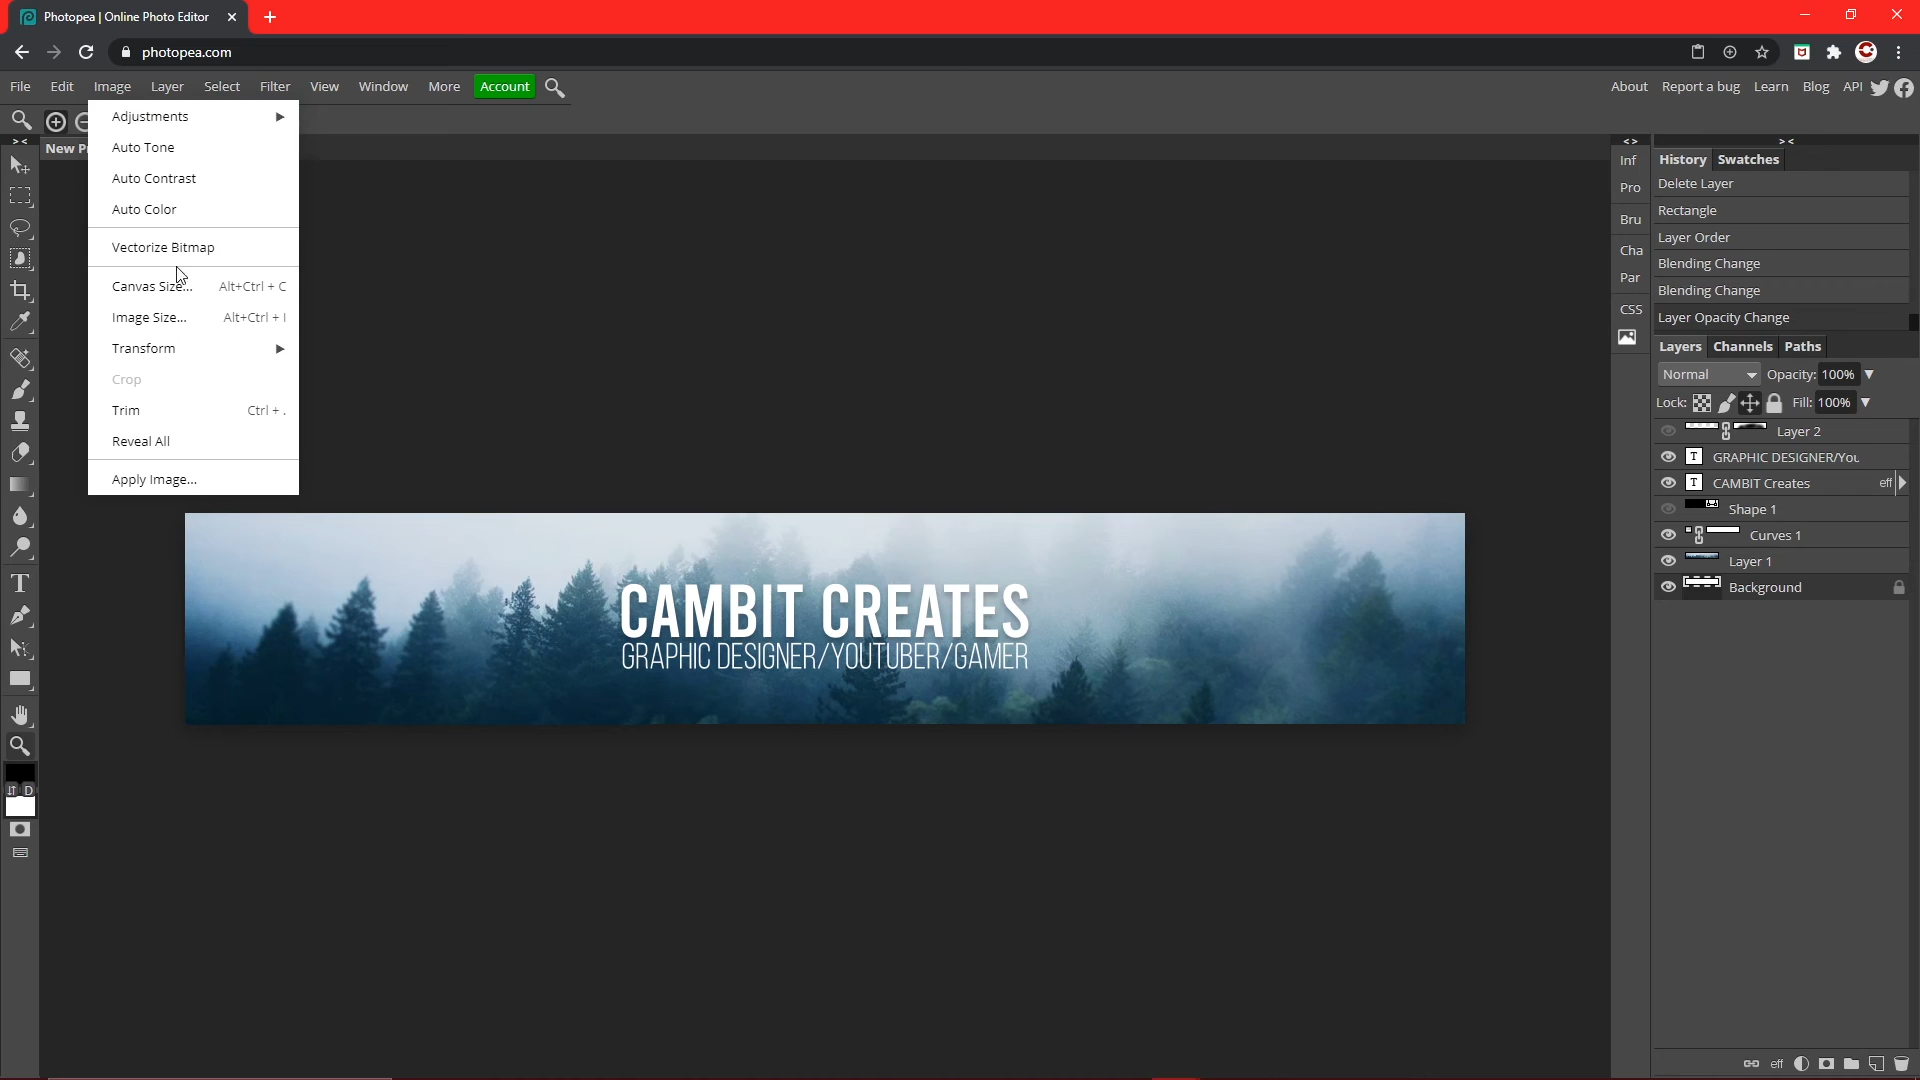 Photopea | Online Photo Editor
photopea.com
File Edit Image Layer Select Filter View Window More Account
About Report a bug Learn Blog API
New Pr
Adjustments
Auto Tone
Auto Contrast
Auto Color
Vectorize Bitmap
Canvas Size... Alt+Ctrl + C
Image Size... Alt+Ctrl + I
Transform
Crop
Trim Ctrl + .
Reveal All
Apply Image...
CAMBIT CREATES
GRAPHIC DESIGNER/YOUTUBER/GAMER
D
Inf
Pro
Bru
Cha
Par
CSS
History Swatches
Delete Layer
Rectangle
Layer Order
Blending Change
Blending Change
Layer Opacity Change
Layers Channels Paths
Normal Opacity: 100%
Lock: Fill: 100%
Layer 2
T GRAPHIC DESIGNER/You
T CAMBIT Creates eff
Shape 1
Curves 1
Layer 1
Background
eff